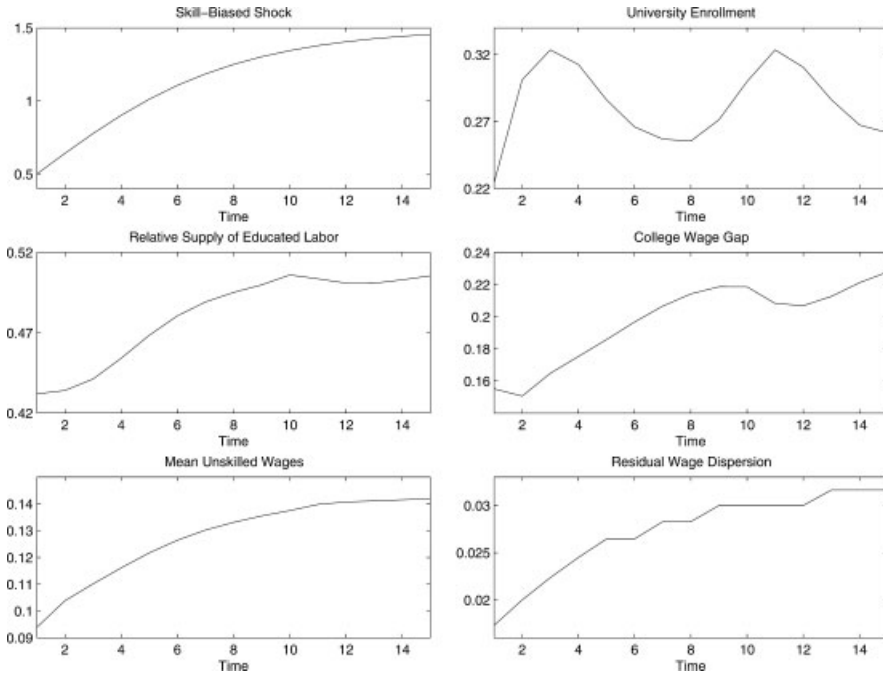 Skill-Biased Shock
1.5
1
0.5
2 4 6 8 10 12 14
Time
University Enrollment
0.32
0.27
0.22
2 4 6 8 10 12 14
Time
Relative Supply of Educated Labor
0.52
0.47
0.42
2 4 6 8 10 12 14
Time
College Wage Gap
0.24
0.22
0.2
0.18
0.16
2 4 6 8 10 12 14
Time
Mean Unskilled Wages
0.14
0.13
0.12
0.11
0.1
0.09
2 4 6 8 10 12 14
Time
Residual Wage Dispersion
0.03
0.025
0.02
2 4 6 8 10 12 14
Time